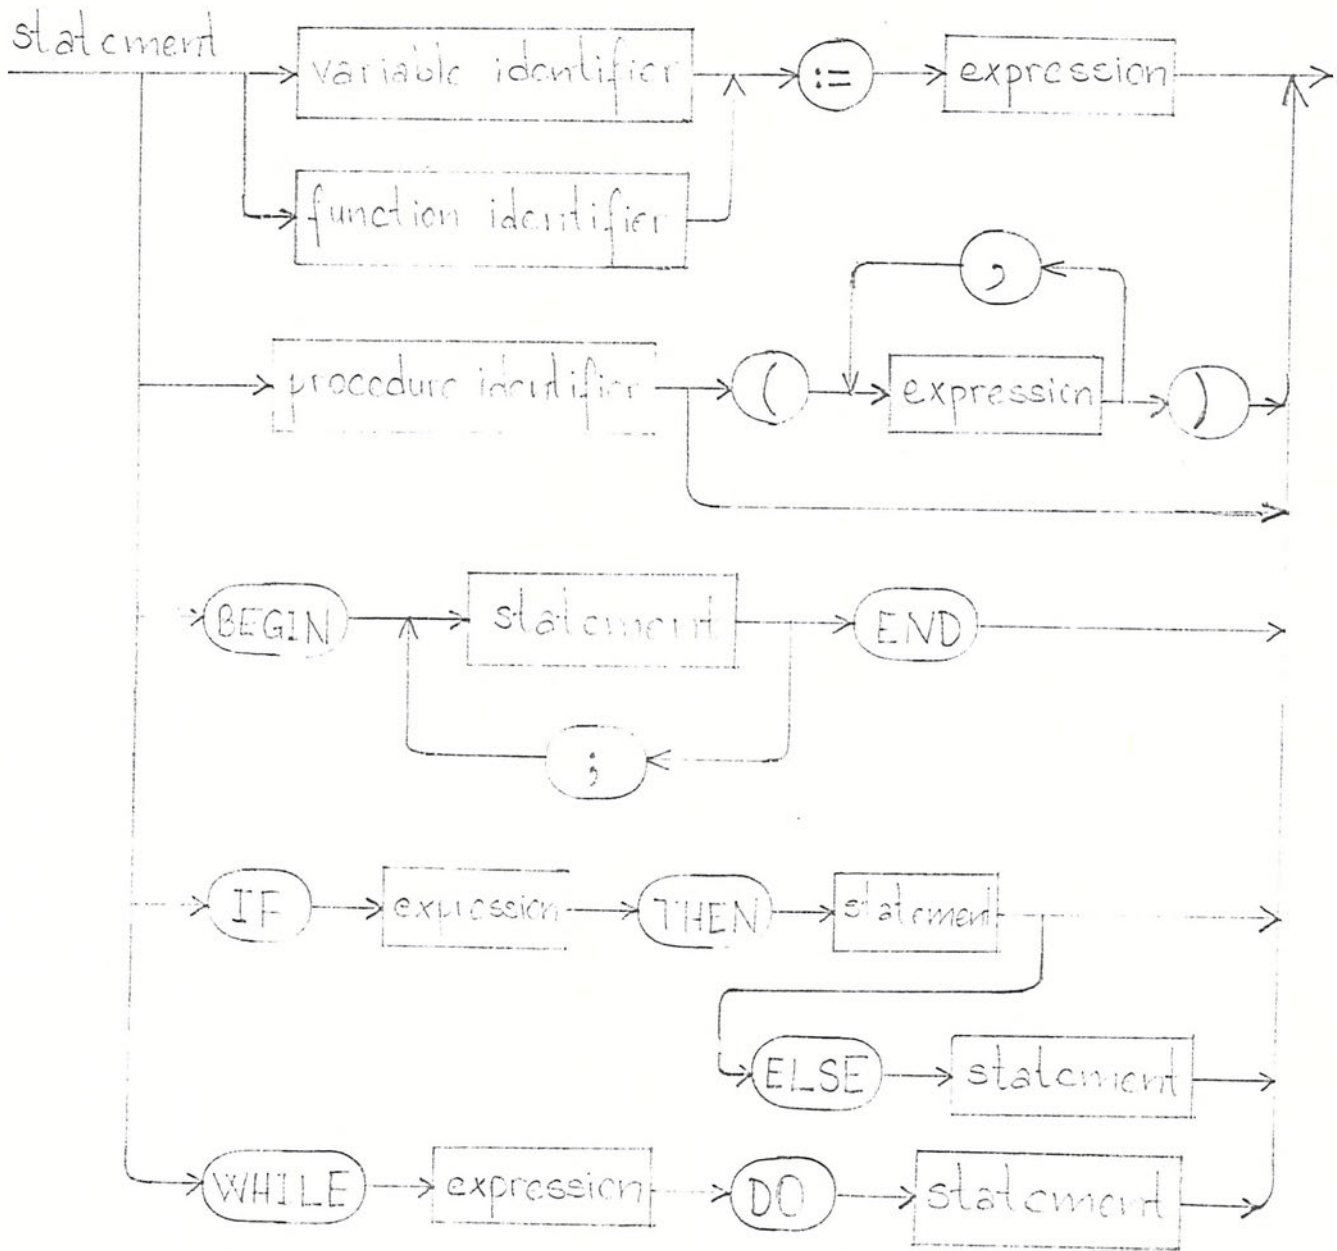 statement
variable identifier := expression
function identifier
,
procedure identifier ( expression )
BEGIN statement END
;
IF expression THEN statement
ELSE statement
WHILE expression DO statement